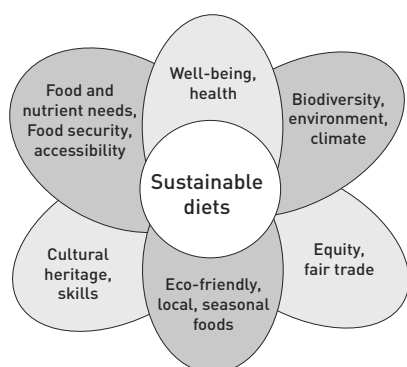 Well-being,
health
Biodiversity,
environment,
climate
Equity,
fair trade
Eco-friendly,
local, seasonal
foods
Cultural
heritage,
skills
Food and
nutrient needs,
Food security,
accessibility
Sustainable
diets